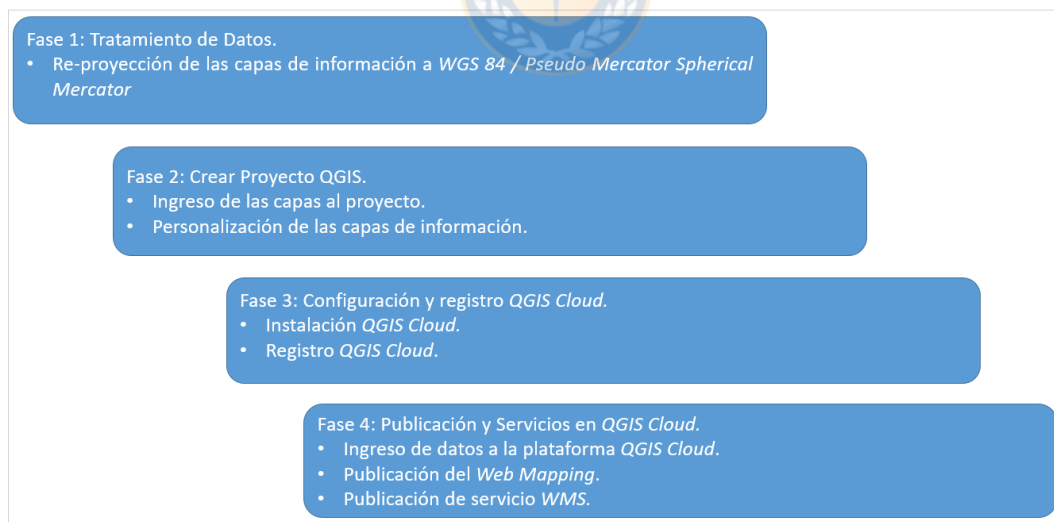 Fase 1: Tratamiento de Datos.
• Re-proyección de las capas de información a WGS 84 / Pseudo Mercator Spherical
Mercator
Fase 2: Crear Proyecto QGIS.
• Ingreso de las capas al proyecto.
• Personalización de las capas de información.
Fase 3: Configuración y registro QGIS Cloud.
• Instalación QGIS Cloud.
• Registro QGIS Cloud.
Fase 4: Publicación y Servicios en QGIS Cloud.
• Ingreso de datos a la plataforma QGIS Cloud.
• Publicación del Web Mapping.
• Publicación de servicio WMS.